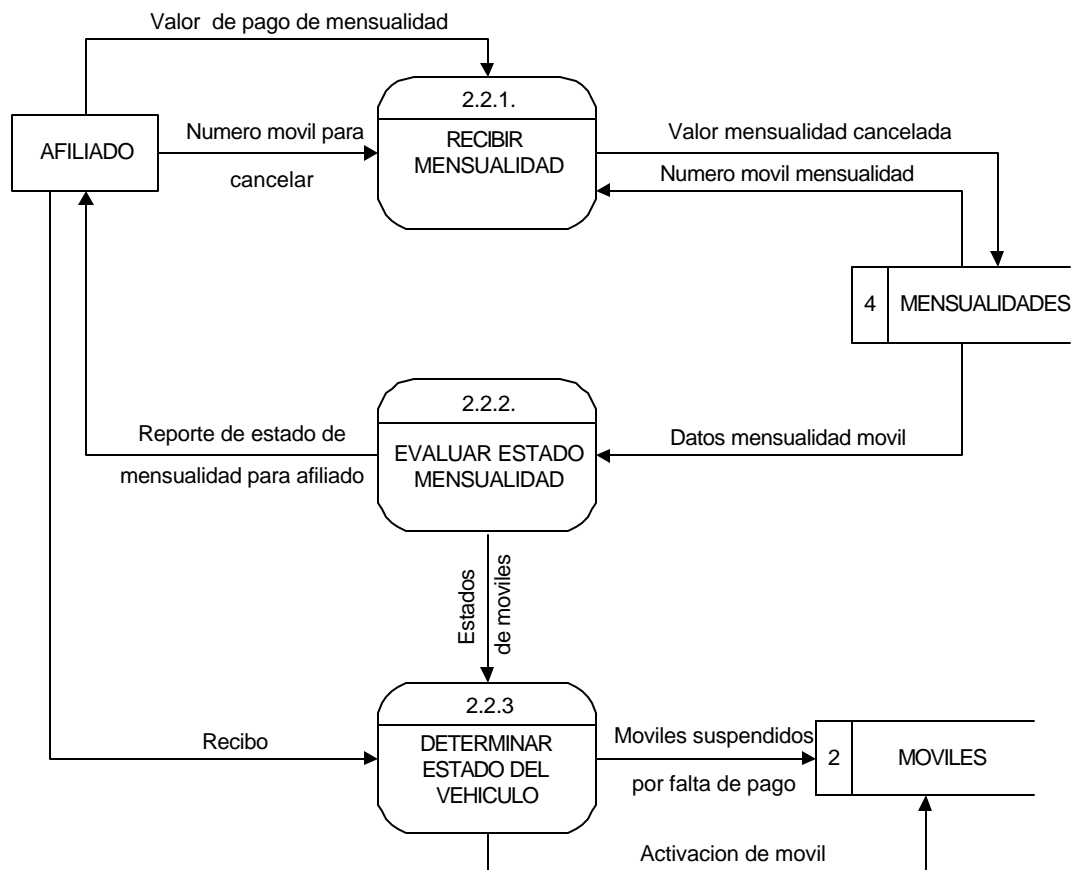 Valor de pago de mensualidad
2.2.1.
RECIBIR
MENSUALIDAD
AFILIADO
Numero movil para
cancelar
Valor mensualidad cancelada
Numero movil mensualidad
4
MENSUALIDADES
2.2.2.
EVALUAR ESTADO
MENSUALIDAD
Reporte de estado de
mensualidad para afiliado
Datos mensualidad movil
Estados
de moviles
2.2.3
DETERMINAR
ESTADO DEL
VEHICULO
Recibo
Moviles suspendidos
por falta de pago
2
MOVILES
Activacion de movil